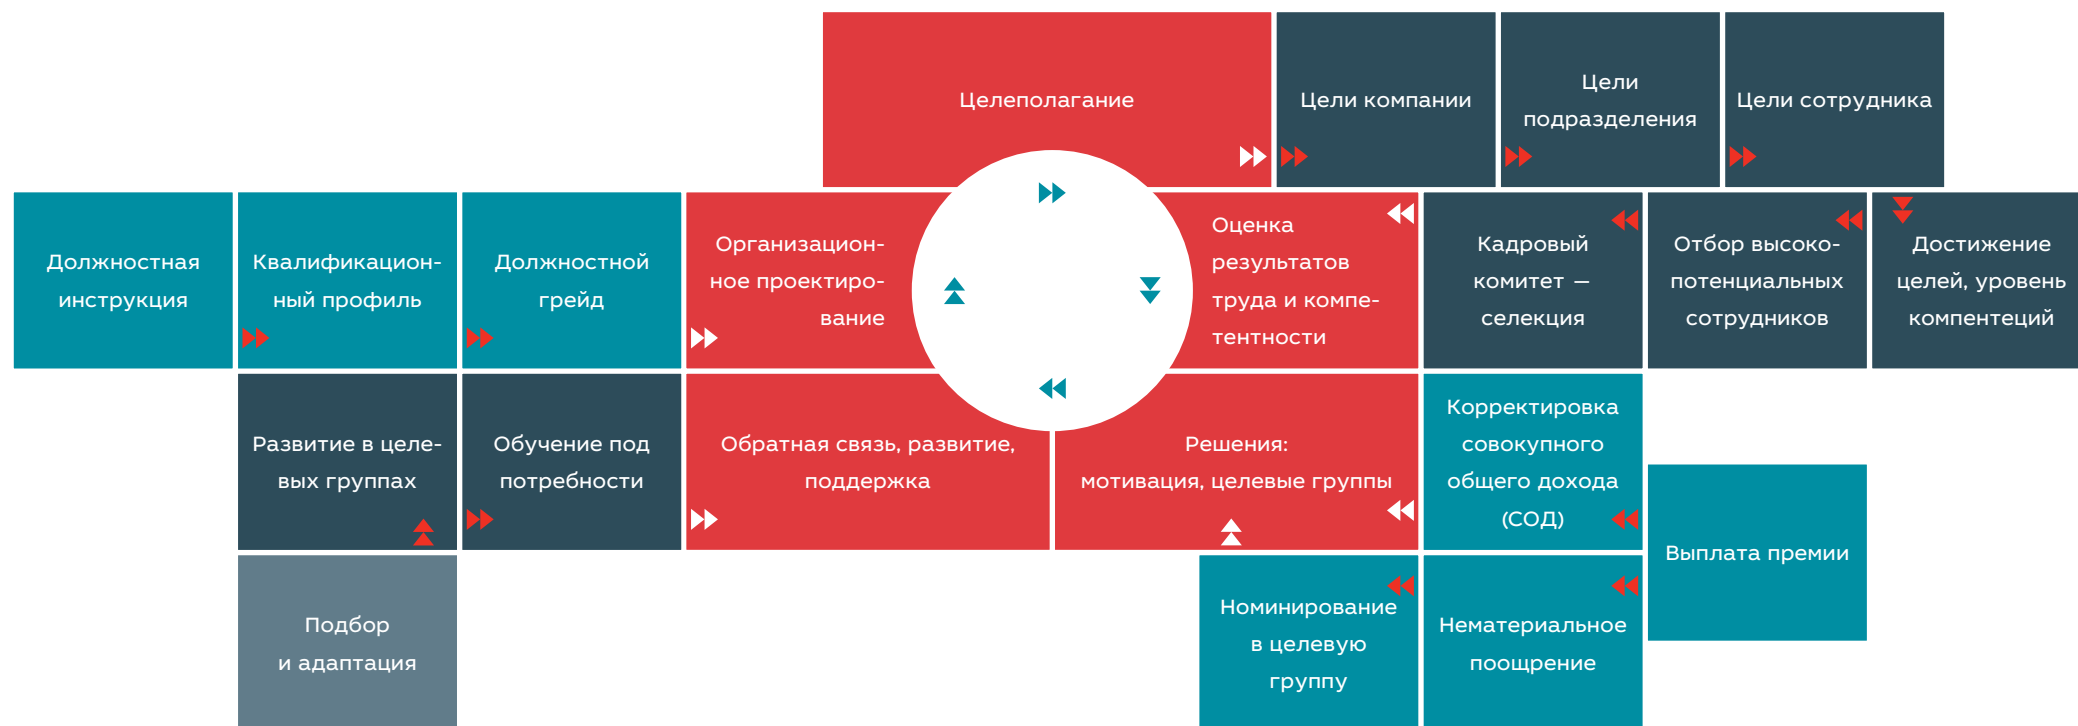 Целеполагание
Цели компании
Цели
подразделения
Цели сотрудника
Должностная
инструкция
Квалификацион-
ный профиль
Должностной
грейд
Организацион-
ное проектиро-
вание
Оценка
результатов
труда и компе-
тентности
Кадровый
комитет —
селекция
Отбор высоко-
потенциальных
сотрудников
Достижение
целей, уровень
компентеций
Развитие в целе-
вых группах
Обучение под
потребности
Обратная связь, развитие,
поддержка
Решения:
мотивация, целевые группы
Корректировка
совокупного
общего дохода
(СОД)
Выплата премии
Подбор
и адаптация
Номинирование
в целевую
группу
Нематериальное
поощрение